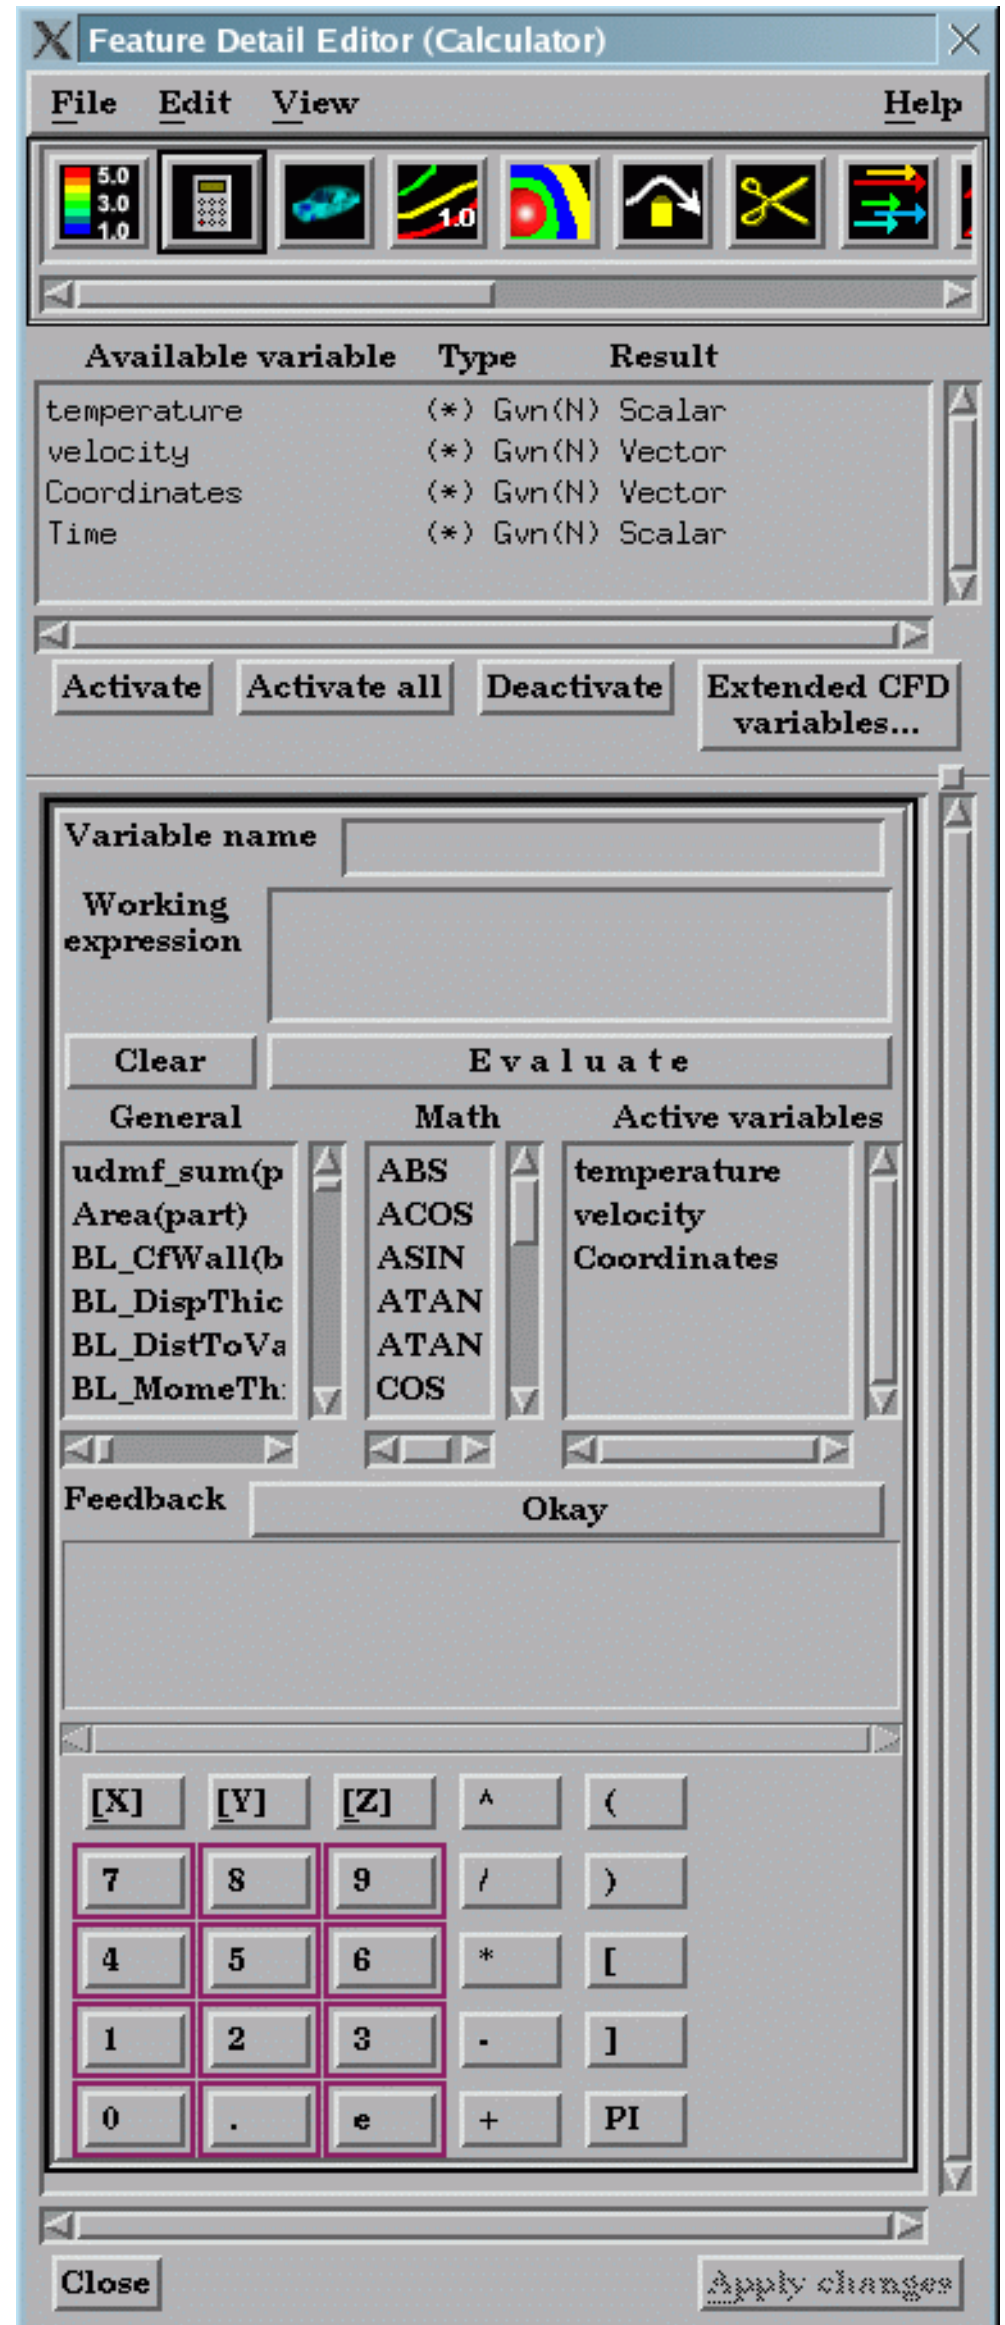 Feature Detail Editor (Calculator)
File Edit View Help
5.0
3.0
1.0
1.0
Available variable Type Result
temperature (*) Gvn(N) Scalar
velocity (*) Gvn(N) Vector
Coordinates (*) Gvn(N) Vector
Time (*) Gvn(N) Scalar
Activate Activate all Deactivate Extended CFD
variables...
Variable name
Working
expression
Clear Evaluate
General Math Active variables
udmf_sum(p ABS temperature
Area(part) ACOS velocity
BL_CfWall(b ASIN Coordinates
BL_DispThic ATAN
BL_DistToVa ATAN
BL_MomeThi COS
Feedback Okay
[X] [Y] [Z] ^ (
7 8 9 / )
4 5 6 * [
1 2 3 - ]
0 . e + PI
Close Apply changes